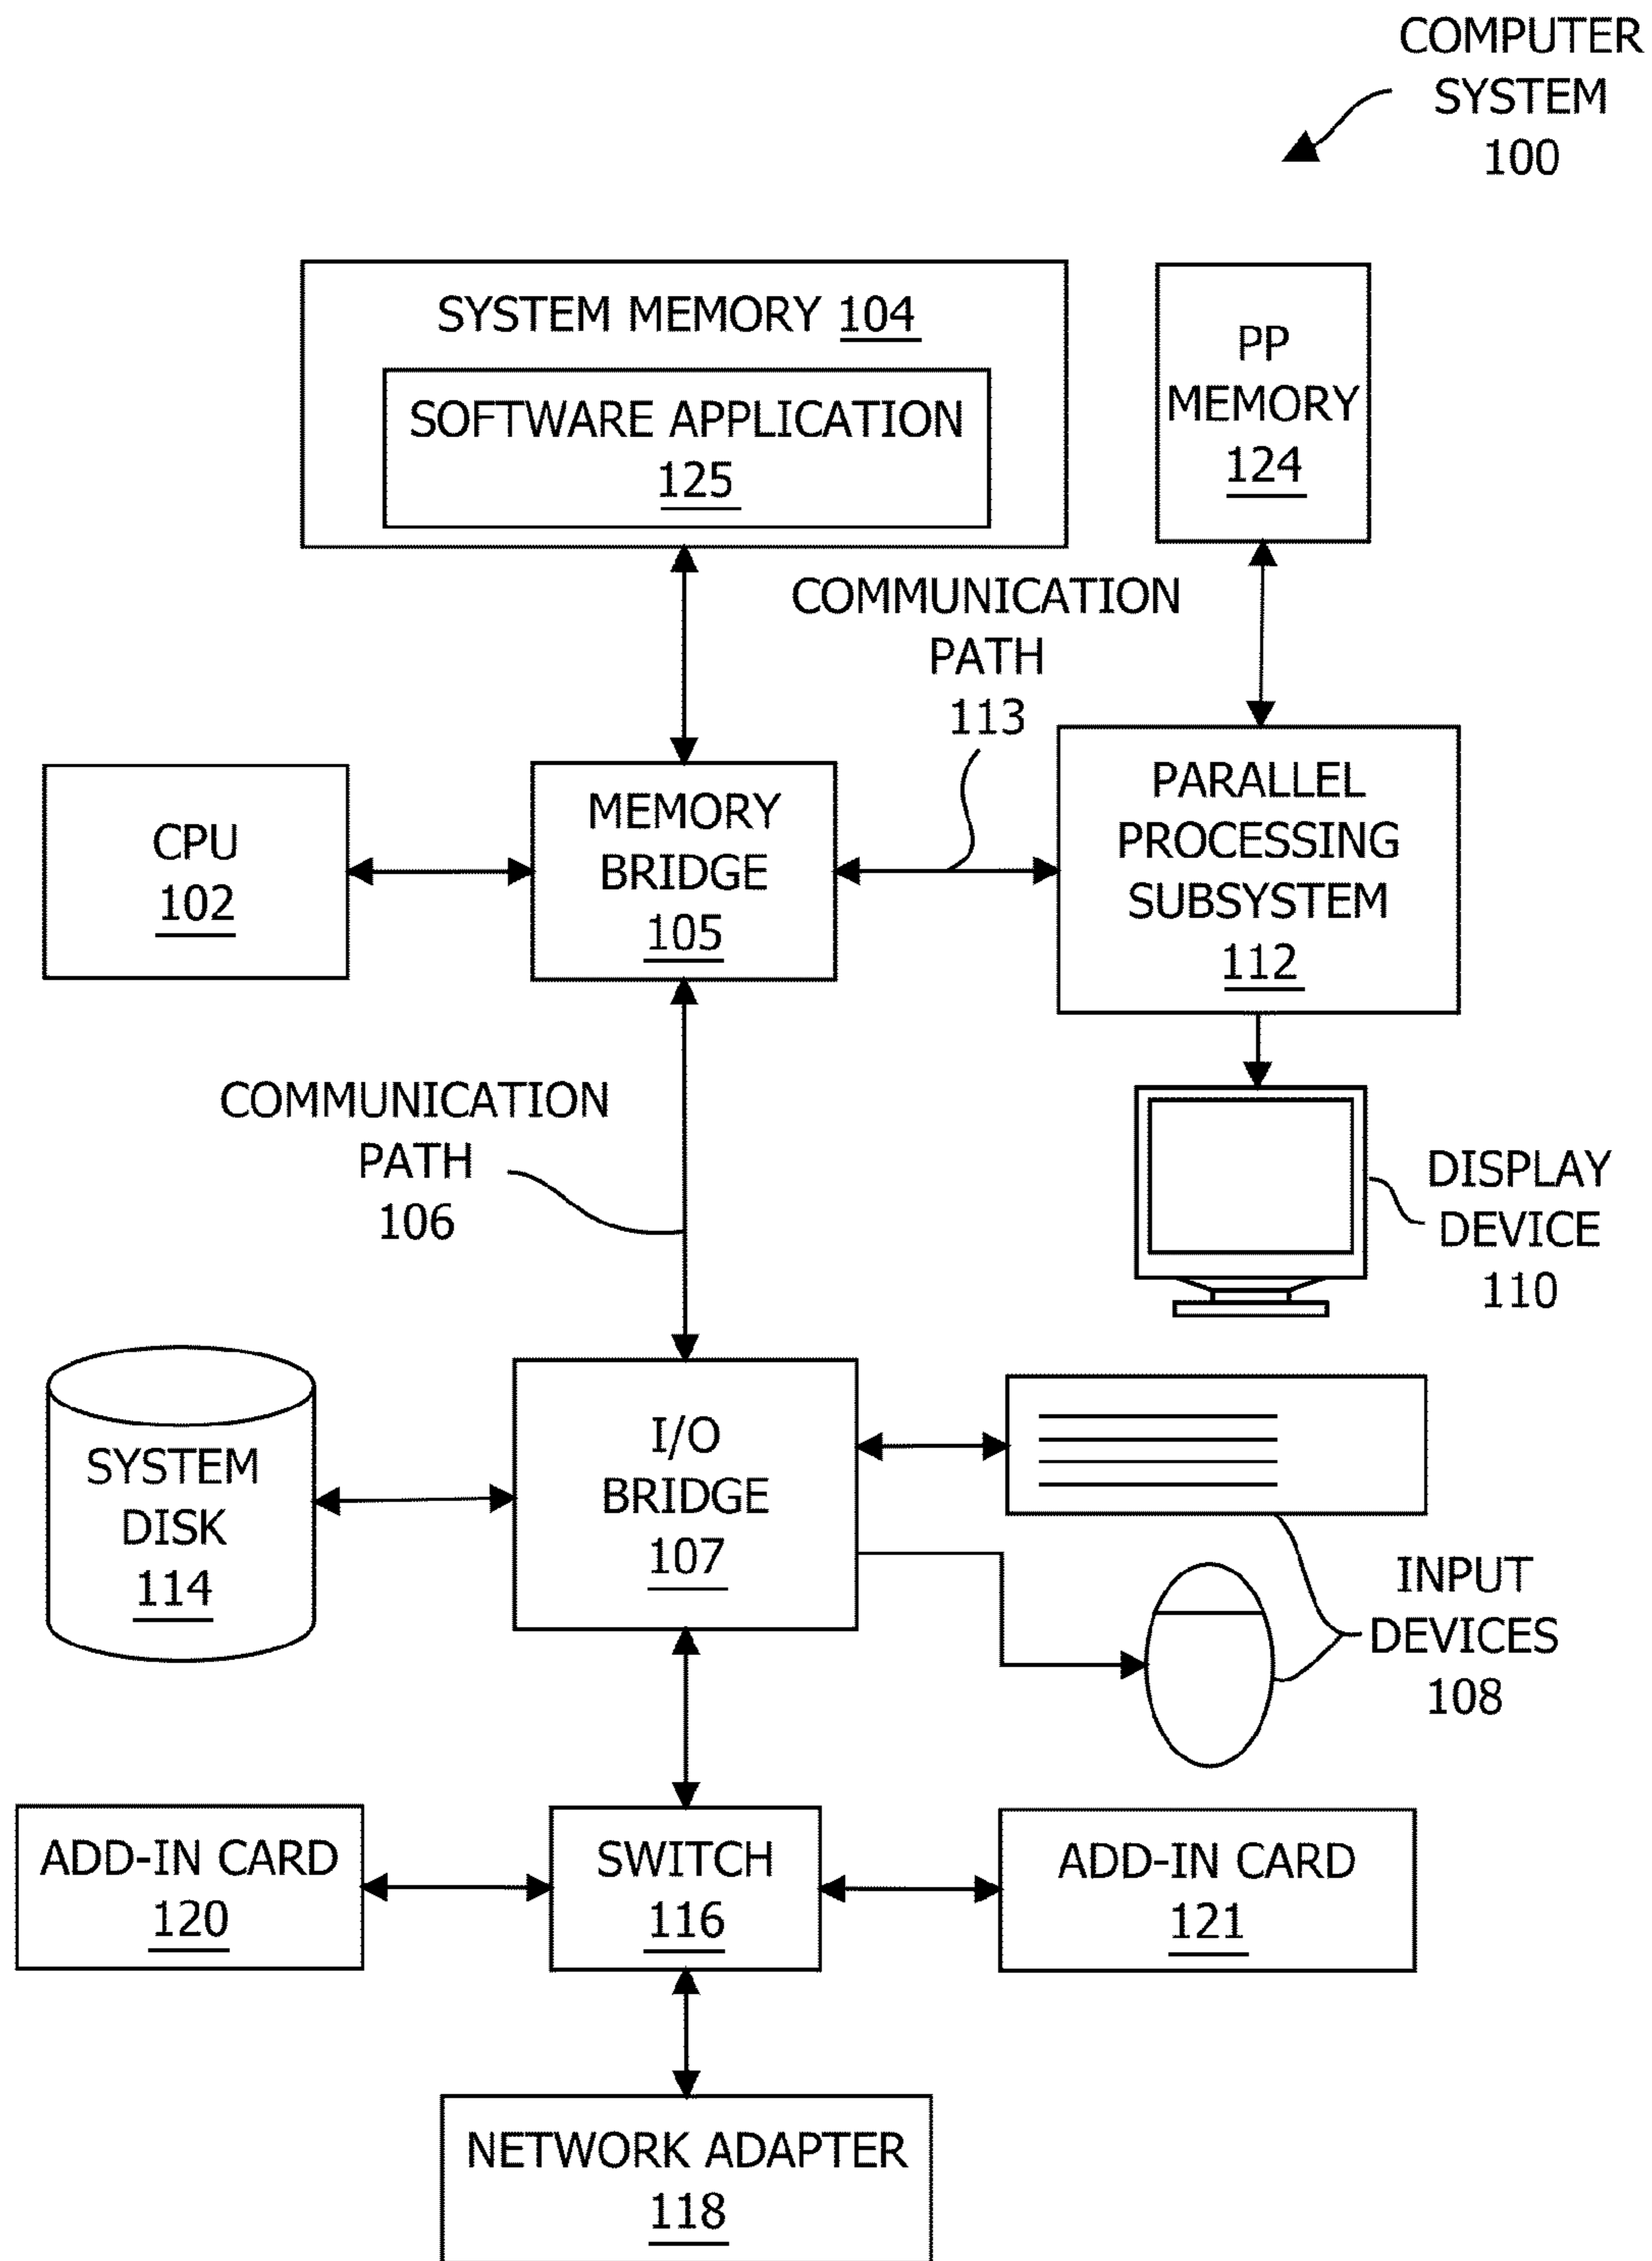 COMPUTER
SYSTEM
100
SYSTEM MEMORY 104
SOFTWARE APPLICATION
125
PP
MEMORY
124
COMMUNICATION
PATH
113
CPU
102
MEMORY
BRIDGE
105
PARALLEL
PROCESSING
SUBSYSTEM
112
COMMUNICATION
PATH
106
DISPLAY
DEVICE
110
SYSTEM
DISK
114
I/O
BRIDGE
107
INPUT
DEVICES
108
ADD-IN CARD
120
SWITCH
116
ADD-IN CARD
121
NETWORK ADAPTER
118